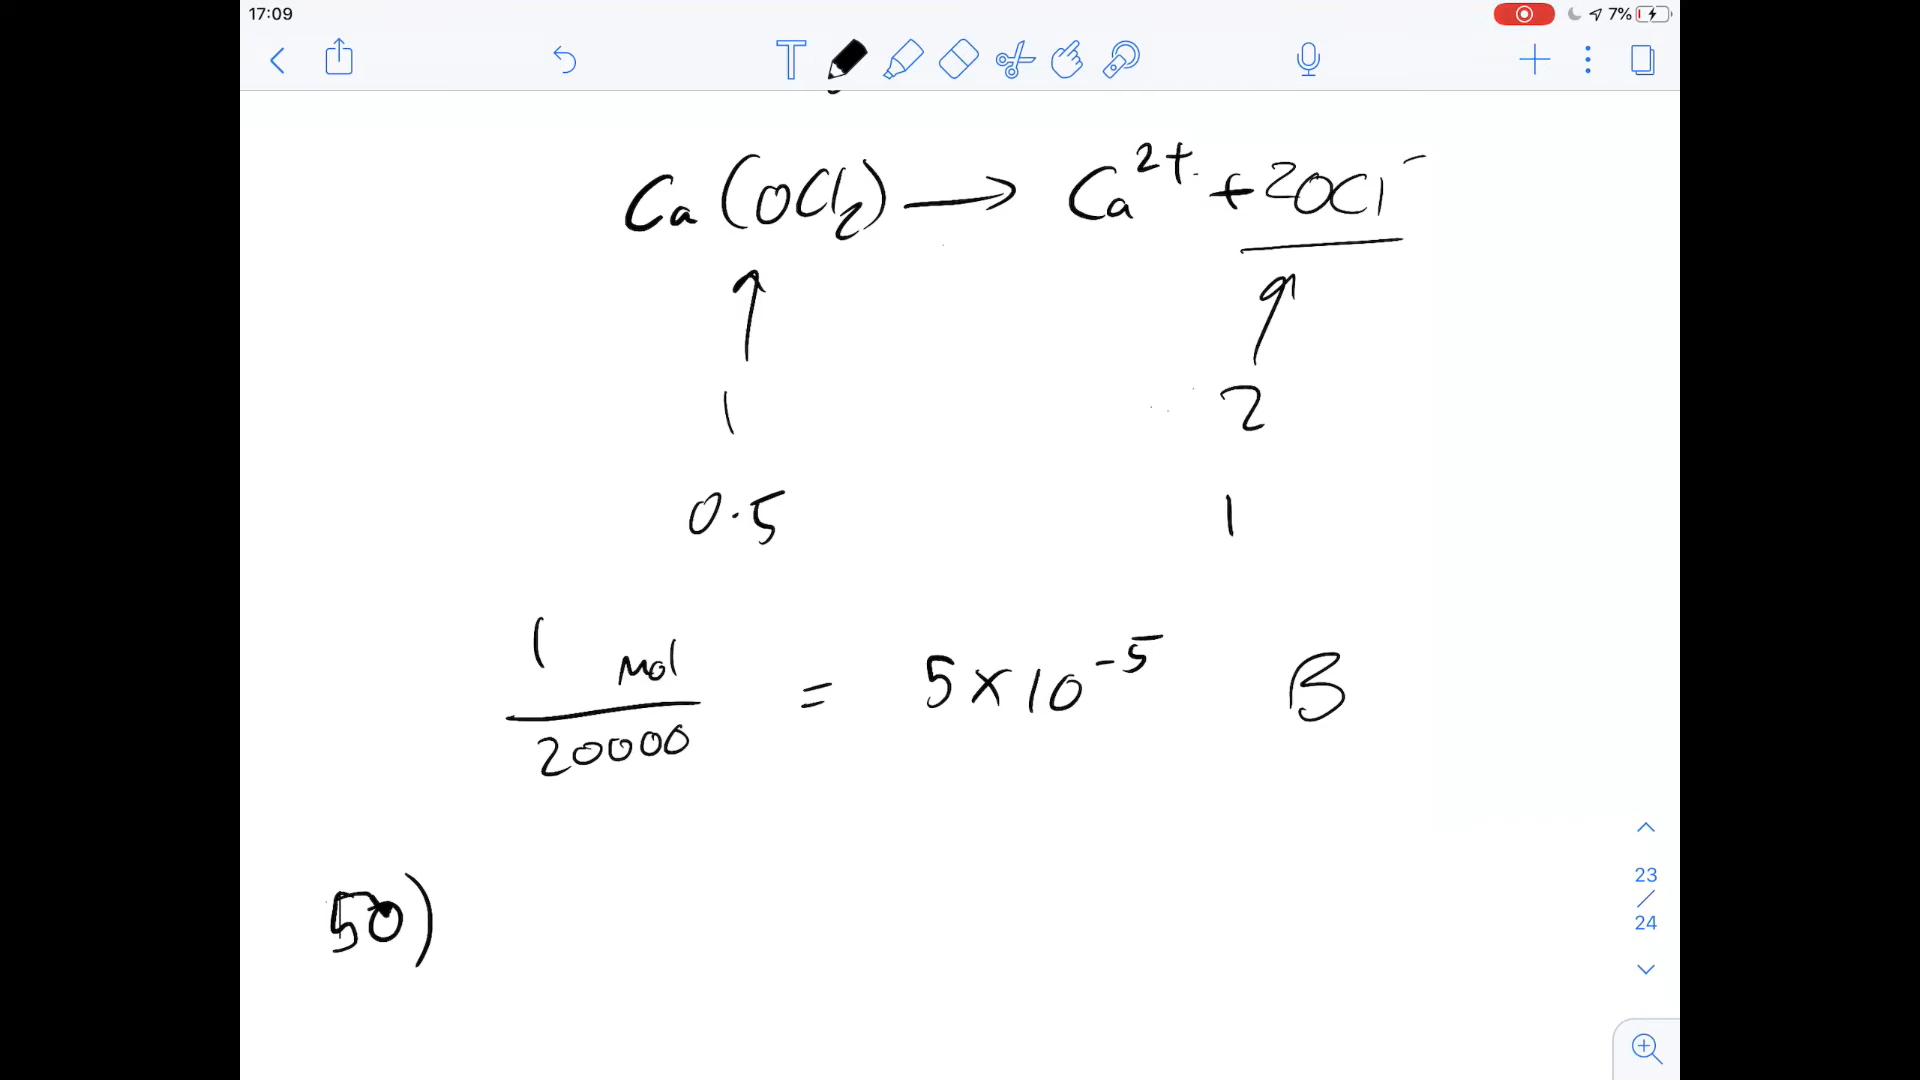 17:09
7%
T
Ca(OCl₂) → Ca²⁺ + 2OCl⁻
1 2
0.5 1
1 mol / 20000 = 5 × 10⁻⁵ B
50)
23
/
24